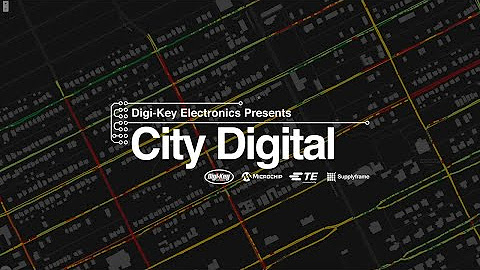 Digi-Key Electronics Presents
City Digital
Digi-Key MICROCHIP TE Supplyframe